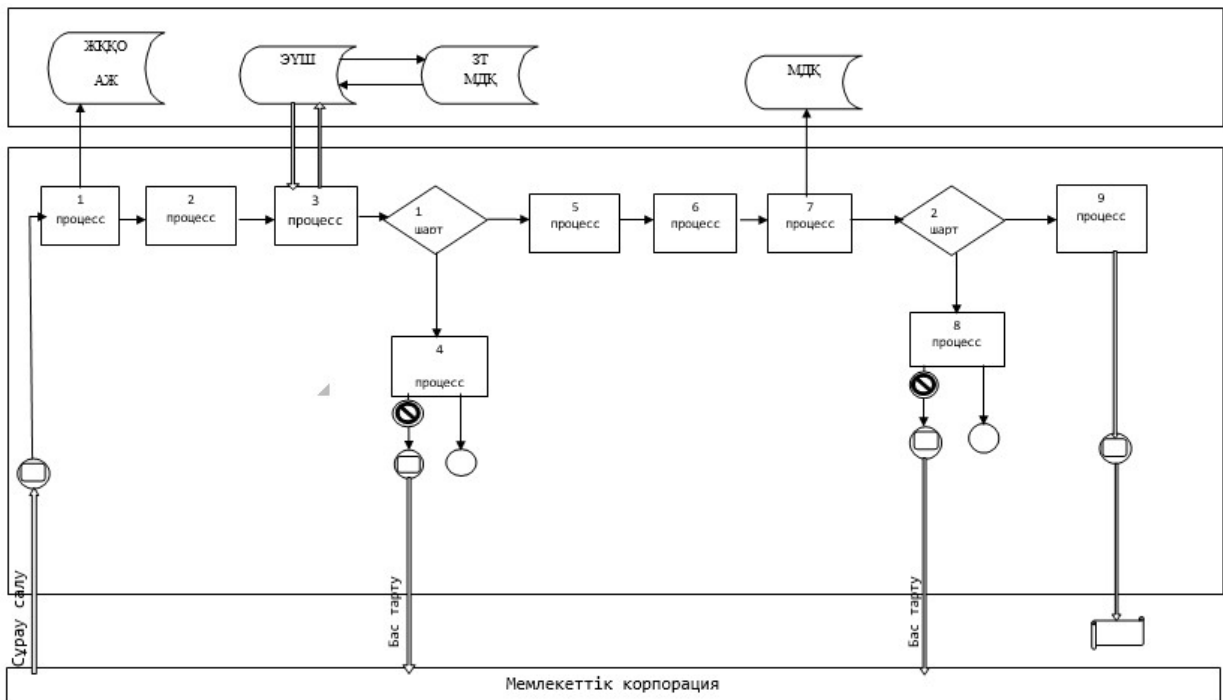 ЖҚҚО
АЖ
ЭҮШ
ЗТ
МДҚ
МДҚ
1
процесс
2
процесс
3
процесс
1
шарт
5
процесс
6
процесс
7
процесс
2
шарт
9
процесс
4
процесс
8
процесс
Сұрау салу
Бас тарту
Бас тарту
Мемлекеттік корпорация